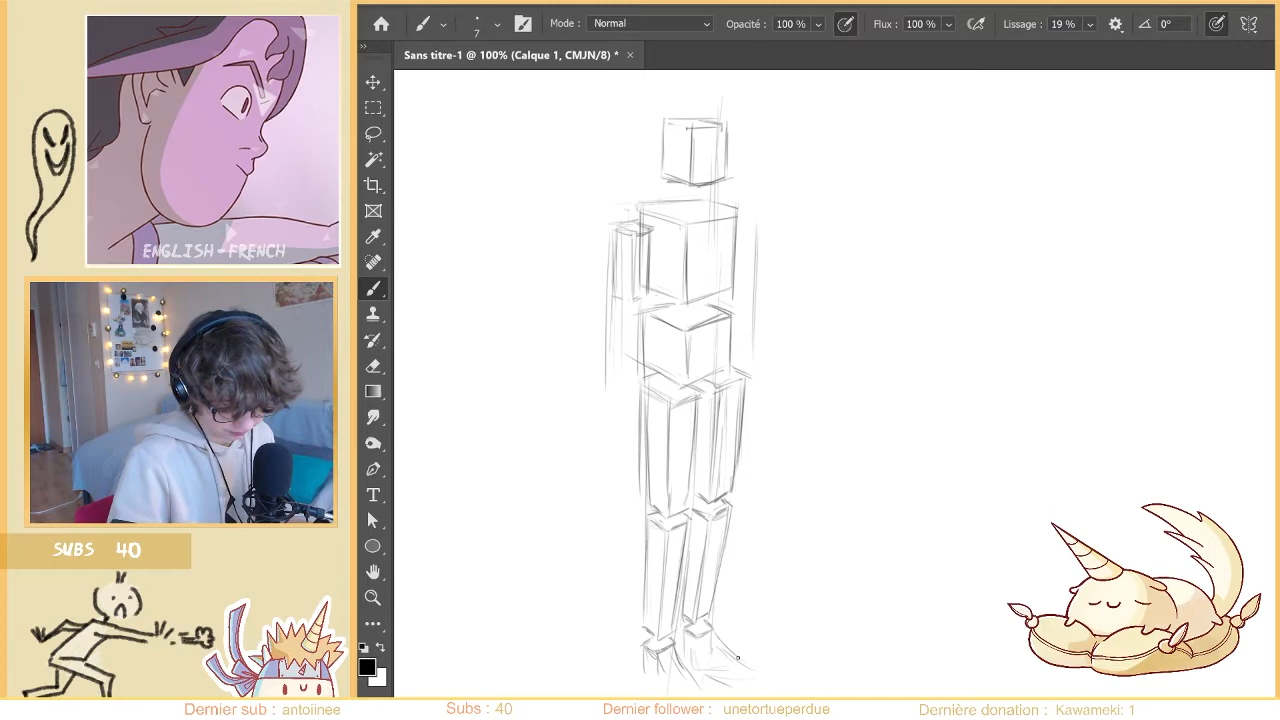 Mode : Normal Opacité : 100 % Flux : 100 % Lissage : 19 % 0°
7
Sans titre-1 @ 100% (Calque 1, CMJN/8) * ×
ENGLISH - FRENCH
SUBS 40
Dernier sub : antoiinee Subs : 40 Dernier follower : unetortueperdue Dernière donation : Kawameki: 1